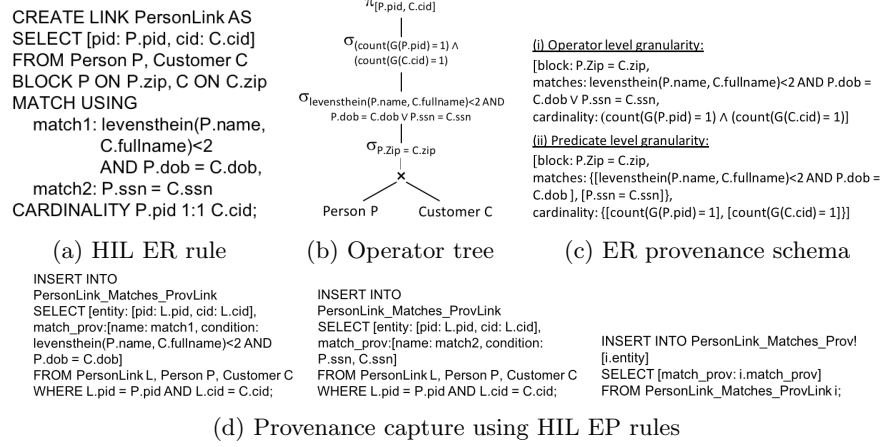 CREATE LINK PersonLink AS
SELECT [pid: P.pid, cid: C.cid]
FROM Person P, Customer C
BLOCK P ON P.zip, C ON C.zip
MATCH USING
match1: levensthein(P.name,
C.fullname)<2
AND P.dob = C.dob,
match2: P.ssn = C.ssn
CARDINALITY P.pid 1:1 C.cid;
(a) HIL ER rule
π[P.pid, C.cid]
σ(count(G(P.pid) = 1) ∧
(count(G(C.cid) = 1)
σlevensthein(P.name, C.fullname)<2 AND
P.dob = C.dob ∨ P.ssn = C.ssn
σP.Zip = C.zip
×
Person P Customer C
(b) Operator tree
(i) Operator level granularity:
[block: P.Zip = C.zip,
matches: levensthein(P.name, C.fullname)<2 AND P.dob =
C.dob ∨ P.ssn = C.ssn,
cardinality: (count(G(P.pid) = 1) ∧ (count(G(C.cid) = 1)]
(ii) Predicate level granularity:
[block: P.Zip = C.zip,
matches: {[levensthein(P.name, C.fullname)<2 AND P.dob =
C.dob ], [P.ssn = C.ssn]},
cardinality: {[count(G(P.pid) = 1], [count(G(C.cid) = 1]}]
(c) ER provenance schema
INSERT INTO
PersonLink_Matches_ProvLink
SELECT [entity: [pid: L.pid, cid: L.cid],
match_prov:[name: match1, condition:
levensthein(P.name, C.fullname)<2 AND
P.dob = C.dob]
FROM PersonLink L, Person P, Customer C
WHERE L.pid = P.pid AND L.cid = C.cid;
INSERT INTO
PersonLink_Matches_ProvLink
SELECT [entity: [pid: L.pid, cid: L.cid],
match_prov:[name: match2, condition:
P.ssn, C.ssn]
FROM PersonLink L, Person P, Customer C
WHERE L.pid = P.pid AND L.cid = C.cid;
INSERT INTO PersonLink_Matches_Prov!
[i.entity]
SELECT [match_prov: i.match_prov]
FROM PersonLink_Matches_ProvLink i;
(d) Provenance capture using HIL EP rules